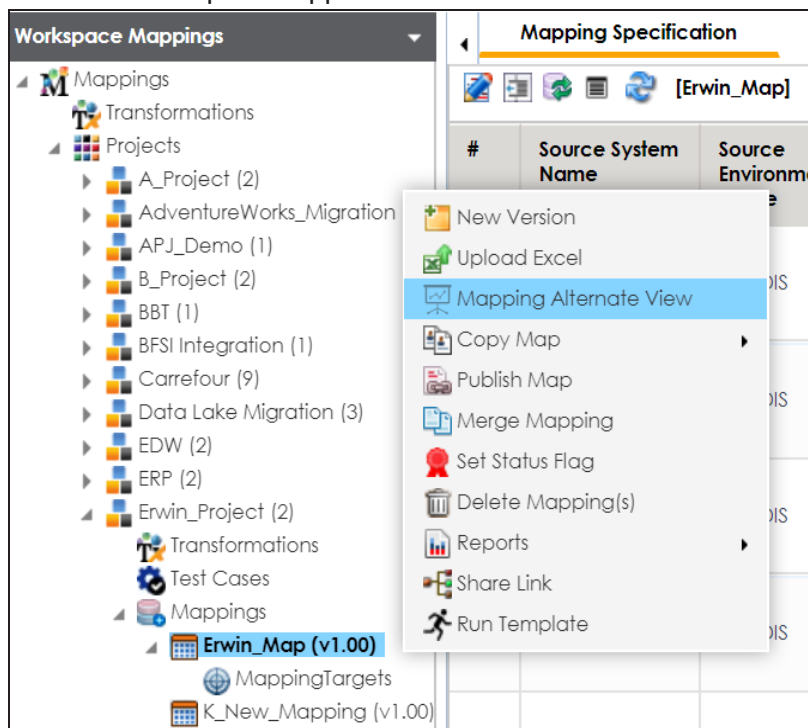 Workspace Mappings
Mapping Specification
Mappings
[Erwin_Map]
Transformations
Projects
# Source System Name Source
A_Project (2)
AdventureWorks_Migration
New Version
APJ_Demo (1)
Upload Excel
B_Project (2)
Mapping Alternate View
BBT (1)
Copy Map
BFSI Integration (1)
Publish Map
Carrefour (9)
Data Lake Migration (3)
Merge Mapping
EDW (2)
Set Status Flag
ERP (2)
Delete Mapping(s)
Erwin_Project (2)
Transformations
Reports
Test Cases
Share Link
Mappings
Run Template
Erwin_Map (v1.00)
MappingTargets
K_New_Mapping (v1.00)